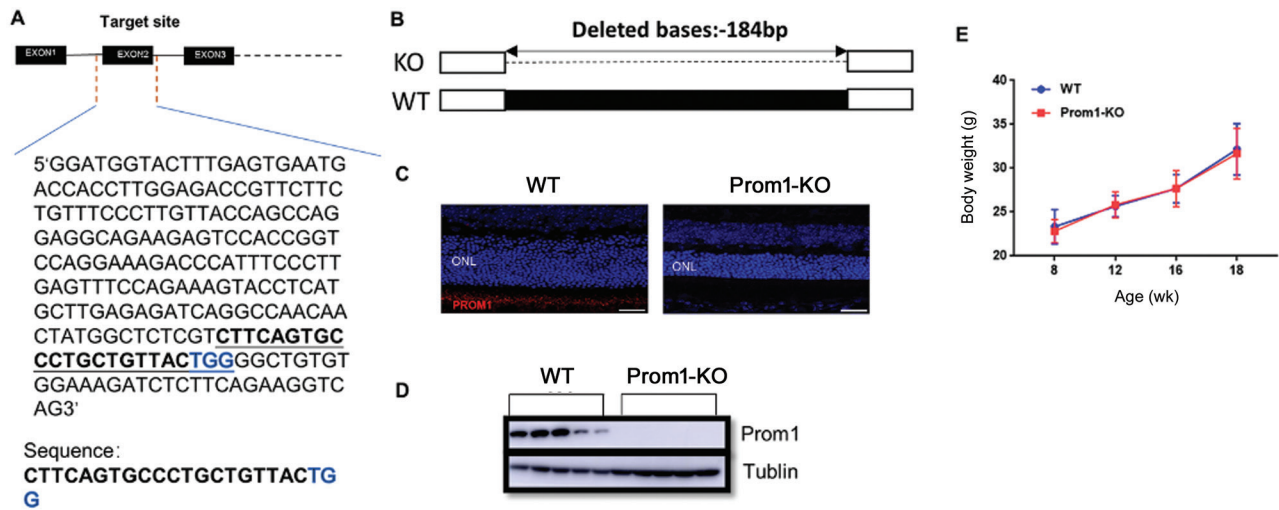 A
Target site
EXON1
EXON2
EXON3
5'GGATGGTACTTTGAGTGAATG
ACCACCTTGGAGACCGTTCTTC
TGTTTCCCTTGTTACCAGCCAG
GAGGCAGAAGAGTCCACCGGT
CCAGGAAAGACCCATTTCCCTT
GAGTTTCCAGAAAGTACCTCAT
GCTTGAGAGATCAGGCCAACAA
CTATGGCTCTCGTCTTCAGTGC
CCTGCTGTTACTGGGGCTGTGT
GGAAAGATCTCTTCAGAAGGTC
AG3'
Sequence:
CTTCAGTGCCCTGCTGTTACTG
G
B
Deleted bases:-184bp
KO
WT
C
WT
Prom1-KO
ONL
PROM1
ONL
D
WT
Prom1-KO
Prom1
Tublin
E
WT
Prom1-KO
Body weight (g)
40
35
30
25
20
8
12
16
18
Age (wk)